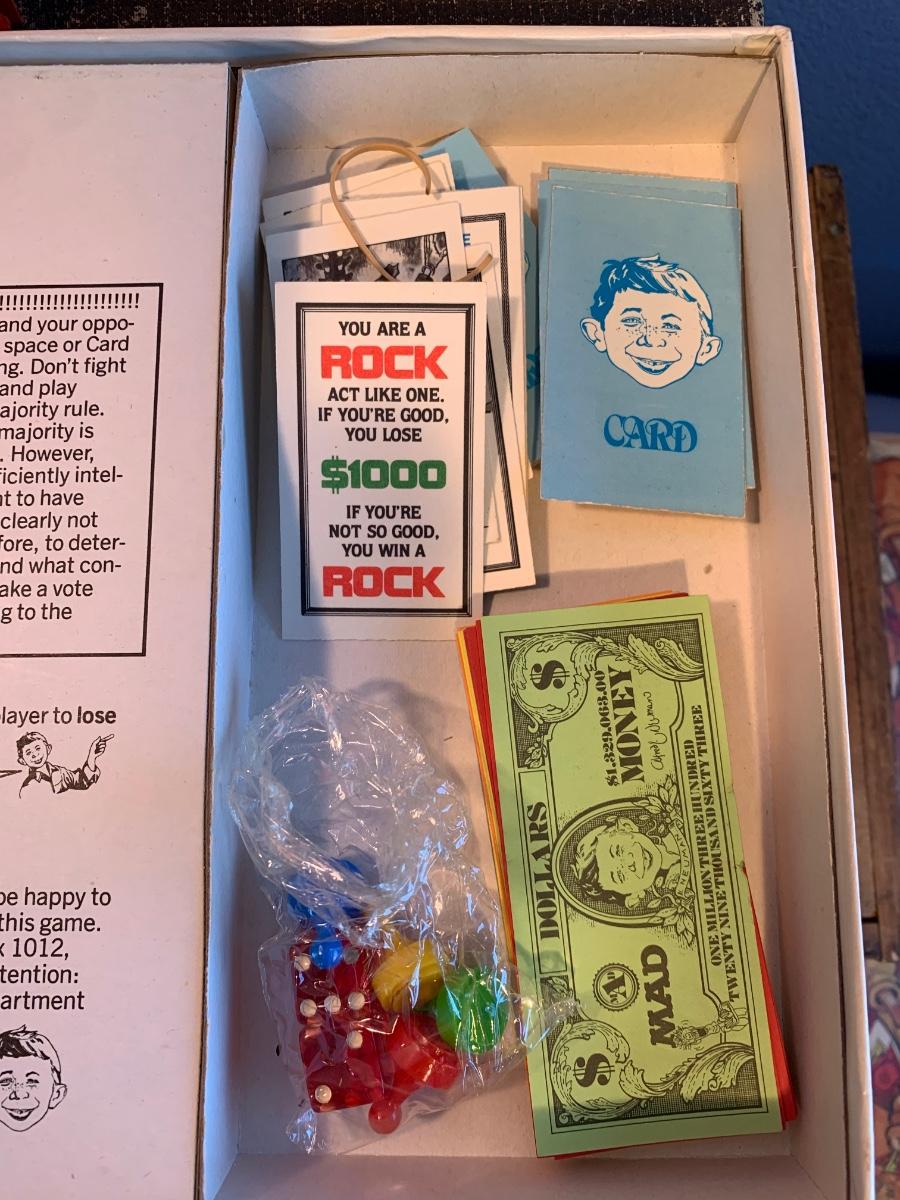 !!!!!!!!!!!!!!!!!!!!!!!!
and your oppo-
space or Card
ng. Don't fight
and play
ajority rule.
majority is
. However,
ficiently intel-
nt to have
clearly not
fore, to deter-
nd what con-
ake a vote
g to the
layer to lose
be happy to
this game.
x 1012,
tention:
artment
YOU ARE A
ROCK
ACT LIKE ONE.
IF YOU'RE GOOD,
YOU LOSE
$1000
IF YOU'RE
NOT SO GOOD,
YOU WIN A
ROCK
CARD
$1,329,063.00
MONEY
DOLLARS
MAD
ONE MILLION THREE HUNDRED
TWENTY NINE THOUSAND SIXTY THREE